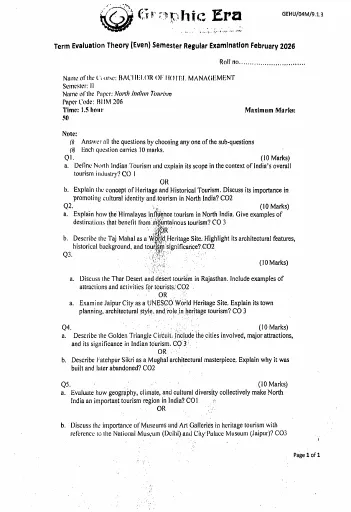 Graphic Era
GEHU/04M/9.1.3
Term Evaluation Theory (Even) Semester Regular Examination February 2026
Roll no..............................
Name of the Course: BACHELOR OF HOTEL MANAGEMENT
Semester: II
Name of the Paper: North Indian Tourism
Paper Code: BHM 206
Time: 1.5 hour Maximum Marks:
50
Note:
(i) Answer all the questions by choosing any one of the sub-questions
(ii) Each question carries 10 marks.
Q1. (10 Marks)
a. Define North Indian Tourism and explain its scope in the context of India's overall
tourism industry? CO 1
OR
b. Explain the concept of Heritage and Historical Tourism. Discuss its importance in
promoting cultural identity and tourism in North India? CO2
Q2. (10 Marks)
a. Explain how the Himalayas influence tourism in North India. Give examples of
destinations that benefit from mountainous tourism? CO 3
OR
b. Describe the Taj Mahal as a World Heritage Site. Highlight its architectural features,
historical background, and tourism significance? CO2
Q3.
(10 Marks)
a. Discuss the Thar Desert and desert tourism in Rajasthan. Include examples of
attractions and activities for tourists. CO2
OR
a. Examine Jaipur City as a UNESCO World Heritage Site. Explain its town
planning, architectural style, and role in heritage tourism? CO 3
Q4. (10 Marks)
a. Describe the Golden Triangle Circuit. Include the cities involved, major attractions,
and its significance in Indian tourism. CO 3
OR
b. Describe Fatehpur Sikri as a Mughal architectural masterpiece. Explain why it was
built and later abandoned? CO2
Q5. (10 Marks)
a. Evaluate how geography, climate, and cultural diversity collectively make North
India an important tourism region in India? CO1
OR
b. Discuss the importance of Museums and Art Galleries in heritage tourism with
reference to the National Museum (Delhi) and City Palace Museum (Jaipur)? CO3
Page 1 of 1